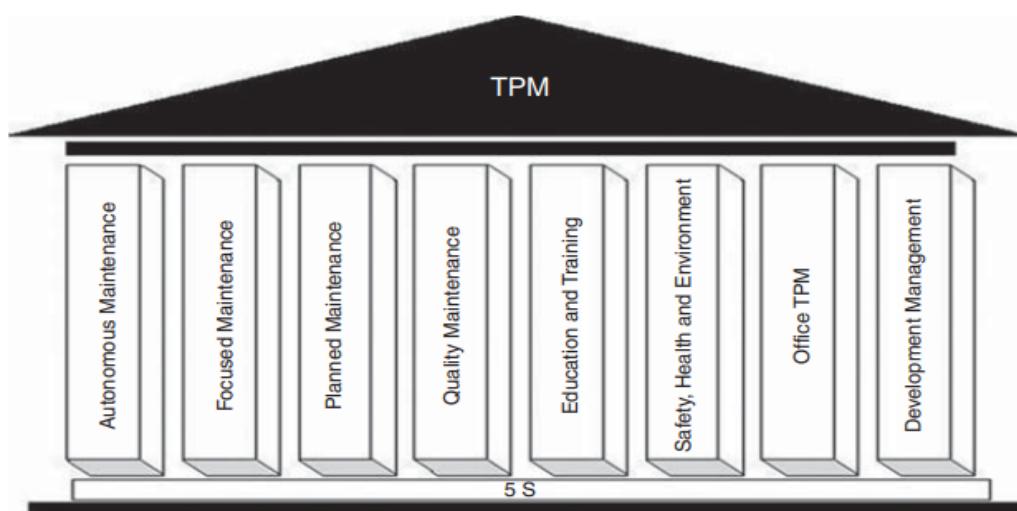 TPM
Autonomous Maintenance
Focused Maintenance
Planned Maintenance
Quality Maintenance
Education and Training
Safety, Health and Environment
Office TPM
Development Management
5 S